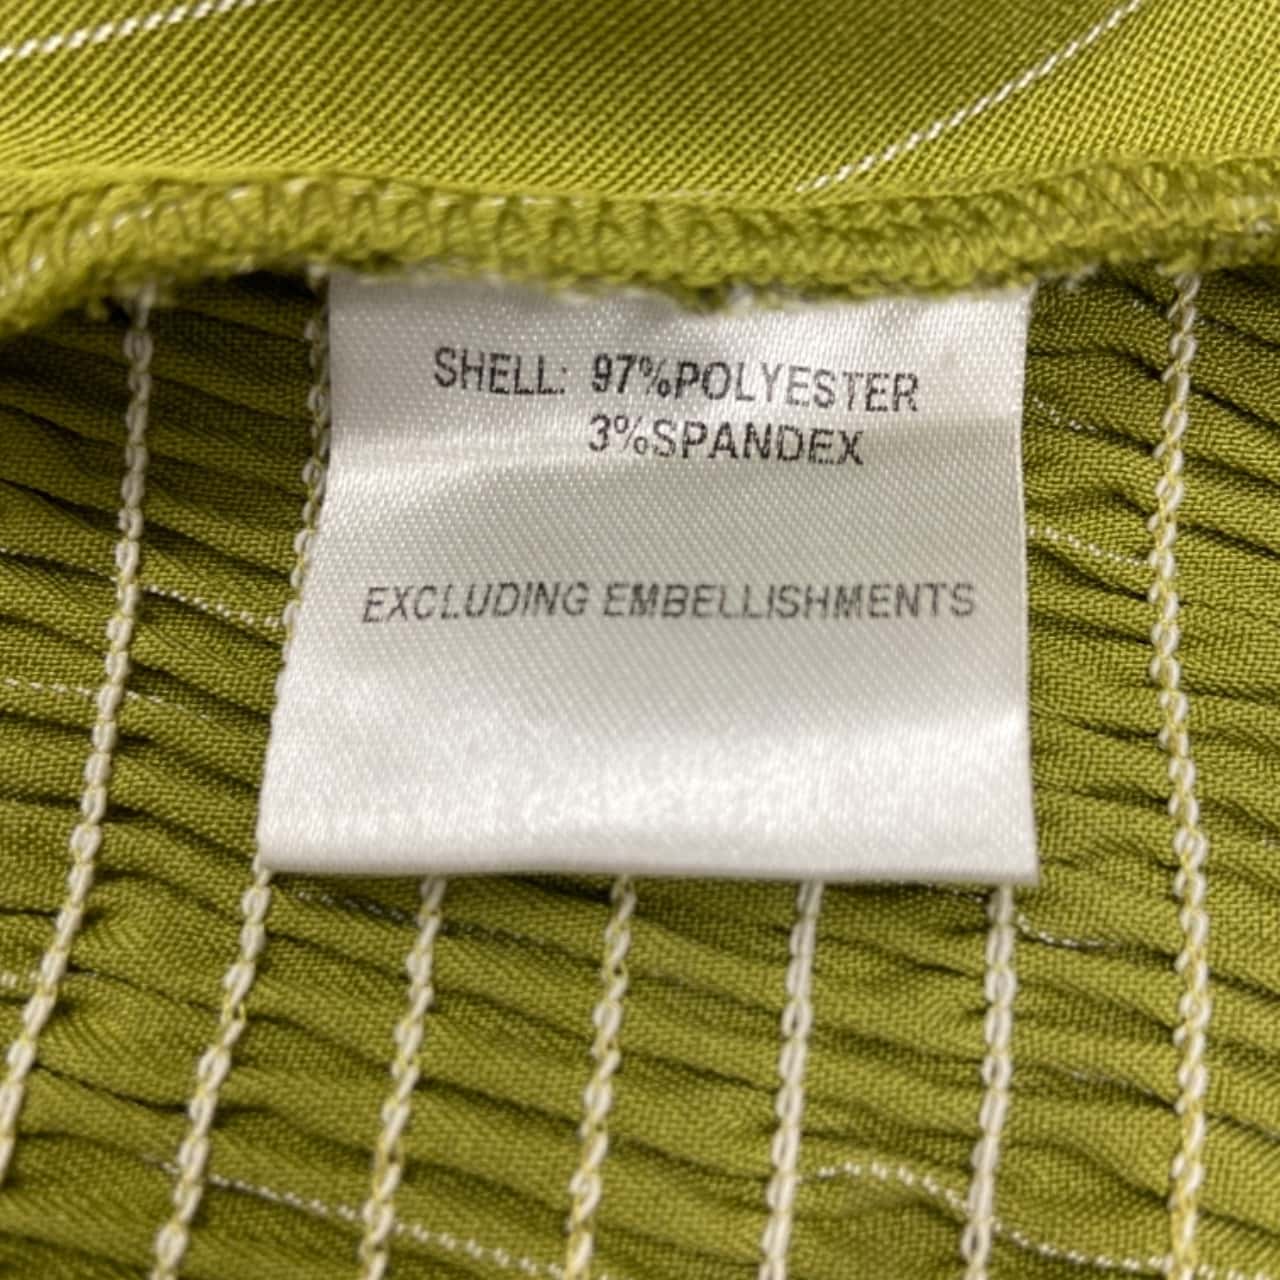 SHELL: 97%POLYESTER
3%SPANDEX
EXCLUDING EMBELLISHMENTS